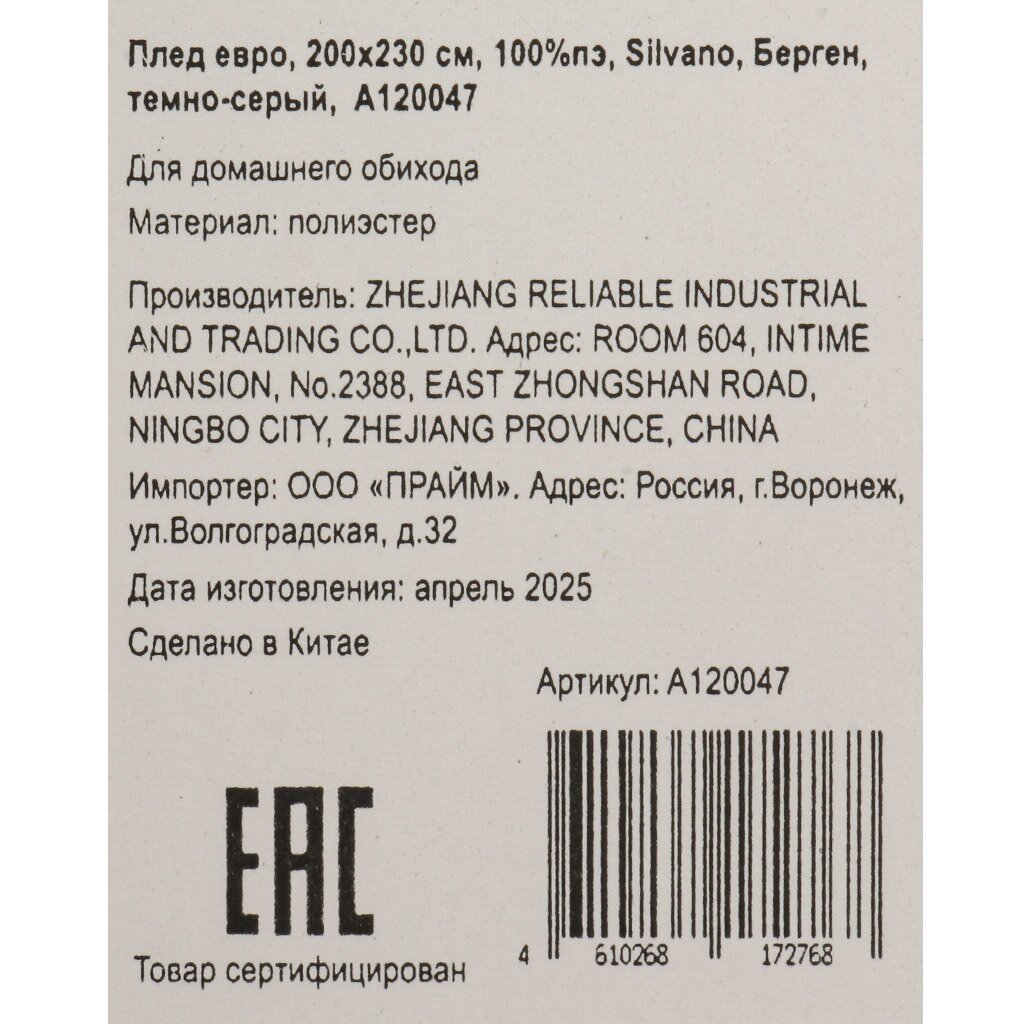 Плед евро, 200х230 см, 100%пэ, Silvano, Берген,
темно-серый, A120047
Для домашнего обихода
Материал: полиэстер
Производитель: ZHEJIANG RELIABLE INDUSTRIAL
AND TRADING CO.,LTD. Адрес: ROOM 604, INTIME
MANSION, No.2388, EAST ZHONGSHAN ROAD,
NINGBO CITY, ZHEJIANG PROVINCE, CHINA
Импортер: ООО «ПРАЙМ». Адрес: Россия, г.Воронеж,
ул.Волгоградская, д.32
Дата изготовления: апрель 2025
Сделано в Китае
Артикул: A120047
EAC
Товар сертифицирован
4 610268 172768